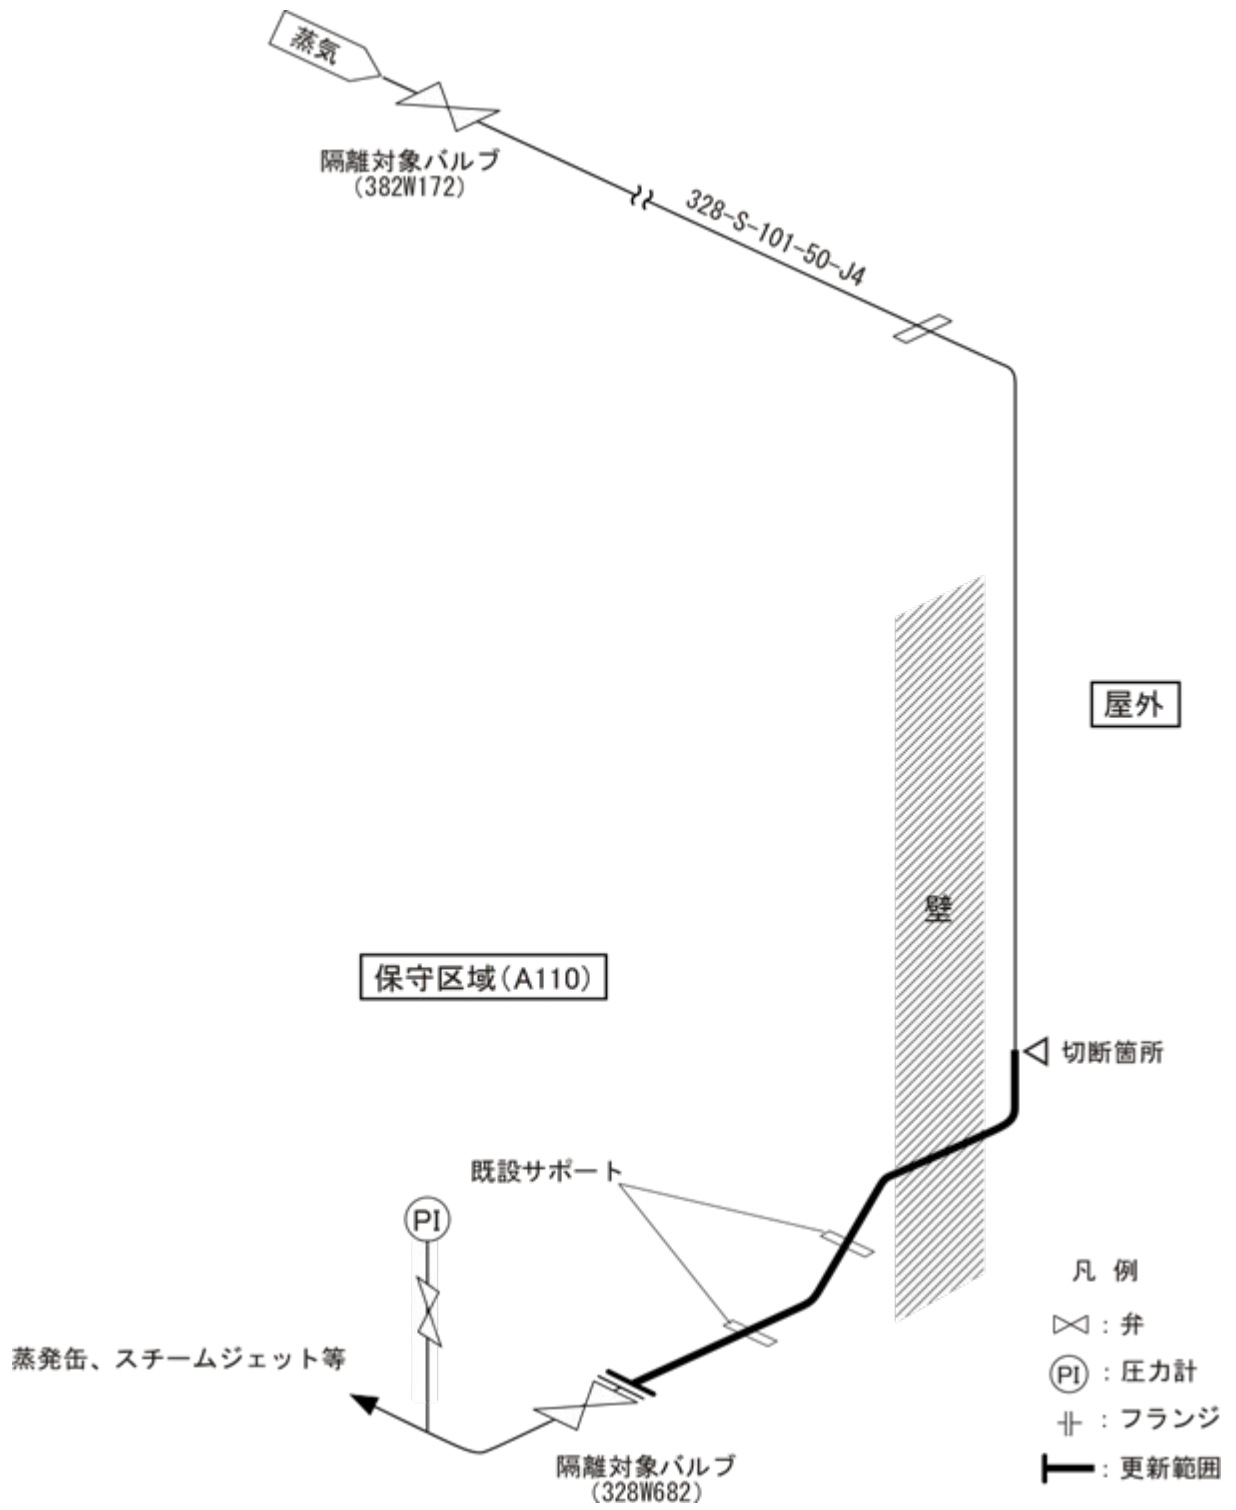 蒸気
隔離対象バルブ
(382W172)
328-S-101-50-J4
屋外
壁
保守区域(A110)
切断箇所
既設サポート
PI
蒸発缶、スチームジェット等
隔離対象バルブ
(328W682)
凡 例
：弁
PI：圧力計
：フランジ
：更新範囲